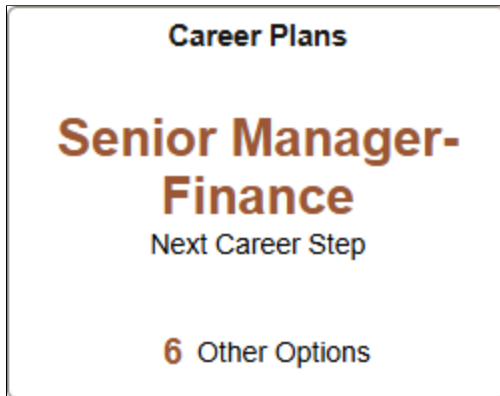 Career Plans
Senior Manager-
Finance
Next Career Step
6 Other Options